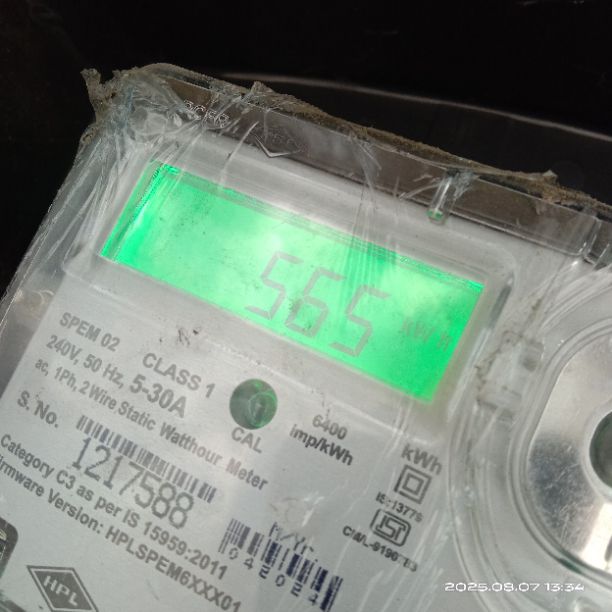 565 kWh
SPEM 02 CLASS 1
240V, 50 Hz, 5-30A
ac, 1Ph, 2 Wire Static Watthour Meter
CAL
6400
imp/kWh
kWh
S. No.
1217588
IS 13779
Category C3 as per IS 15959:2011
Firmware Version: HPLSPEM6XXX01
HPL
2025.08.07 13:34